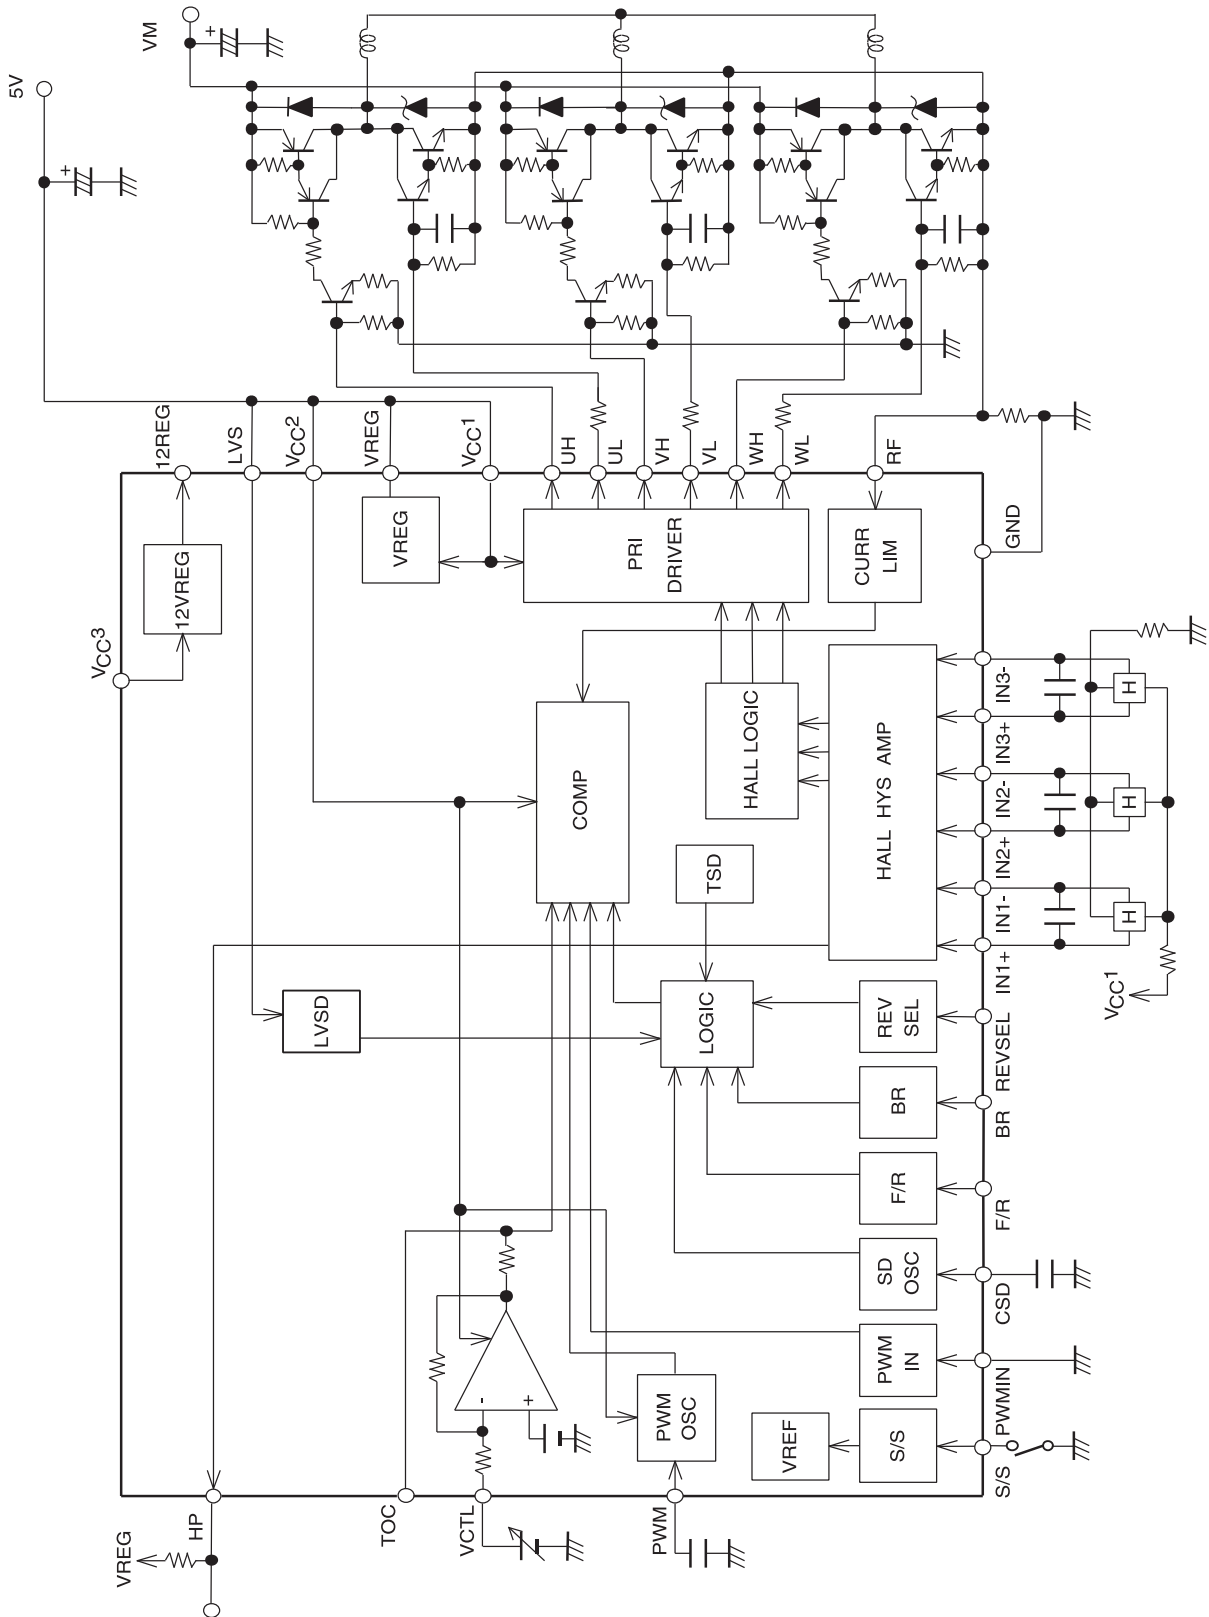 VM
+
5V
+
12REG
LVS
VCC2
VREG
VCC1
UH
UL
VH
VL
WH
WL
RF
VCC3
12VREG
VREG
PRI
DRIVER
CURR
LIM
GND
COMP
HALL LOGIC
HALL HYS AMP
IN3-
IN3+
IN2-
IN2+
IN1-
IN1+
H
H
H
VCC1
TSD
LVSD
LOGIC
REV
SEL
REVSEL
BR
BR
F/R
F/R
SD
OSC
CSD
PWM
IN
PWMIN
-
+
PWM
OSC
VREF
S/S
S/S
HP
VREG
TOC
VCTL
PWM